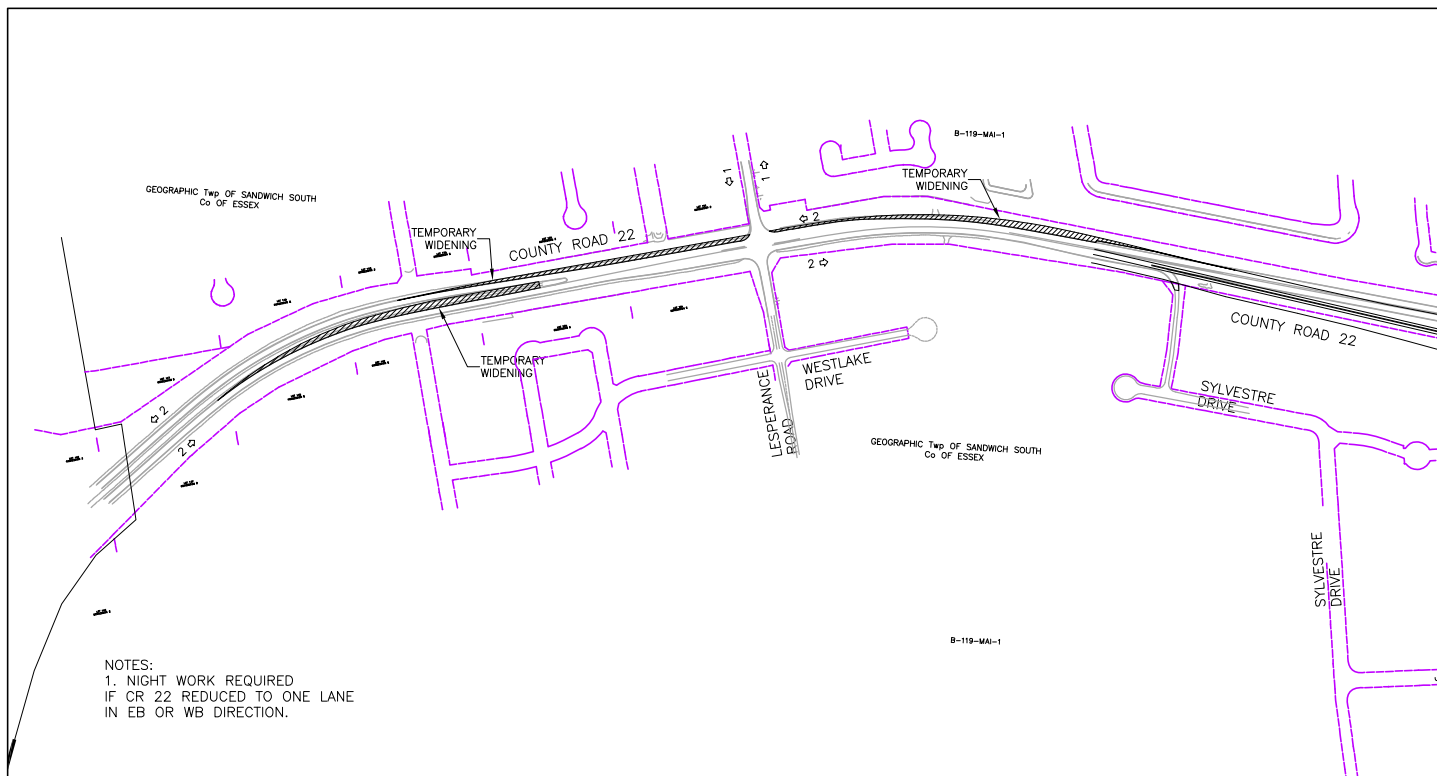 B-119-MAI-1
GEOGRAPHIC Twp OF SANDWICH SOUTH
Co OF ESSEX
TEMPORARY
WIDENING
1
1
TEMPORARY
WIDENING
COUNTY ROAD 22
2
2
COUNTY ROAD 22
TEMPORARY
WIDENING
WESTLAKE
DRIVE
LESPERANCE
ROAD
SYLVESTRE
DRIVE
2
2
GEOGRAPHIC Twp OF SANDWICH SOUTH
Co OF ESSEX
SYLVESTRE
DRIVE
B-119-MAI-1
NOTES:
1. NIGHT WORK REQUIRED
IF CR 22 REDUCED TO ONE LANE
IN EB OR WB DIRECTION.